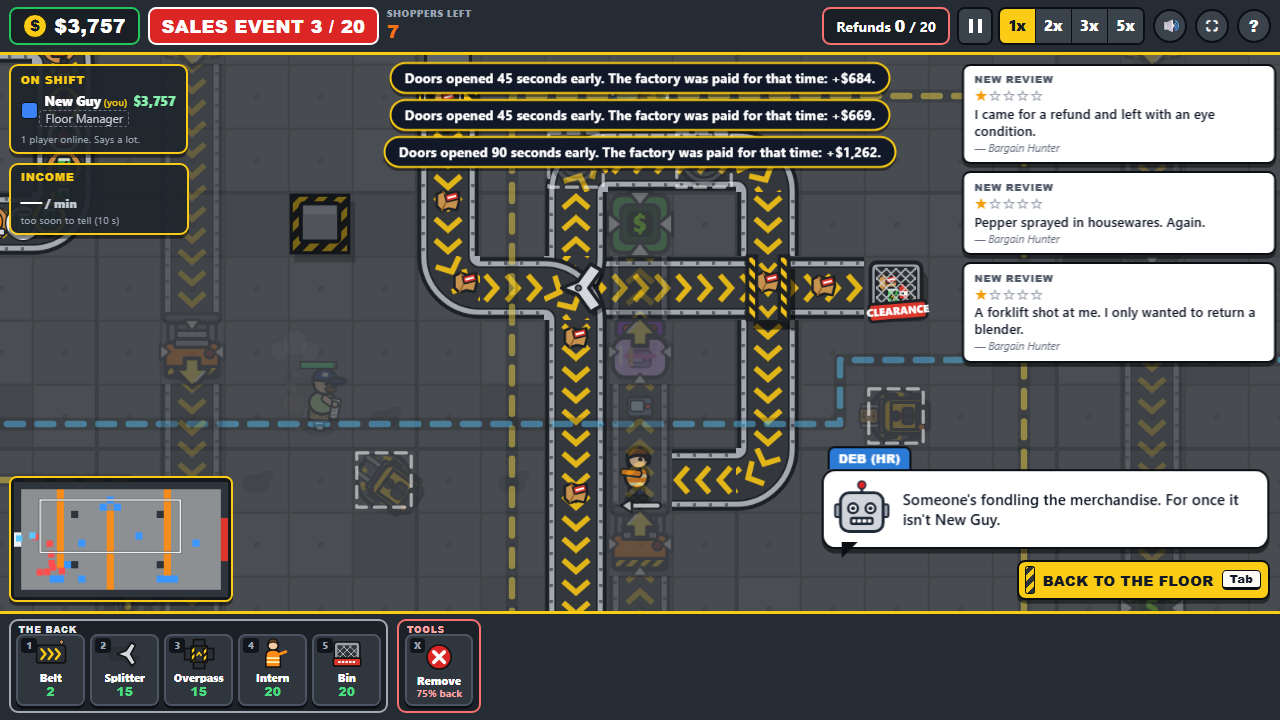 $3,757
SALES EVENT 3 / 20
SHOPPERS LEFT
7
Refunds 0 / 20
1x
2x
3x
5x
?
ON SHIFT
New Guy (you) $3,757
Floor Manager
1 player online. Says a lot.
INCOME
— / min
too soon to tell (10 s)
Doors opened 45 seconds early. The factory was paid for that time: +$684.
Doors opened 45 seconds early. The factory was paid for that time: +$669.
Doors opened 90 seconds early. The factory was paid for that time: +$1,262.
NEW REVIEW
I came for a refund and left with an eye
condition.
— Bargain Hunter
NEW REVIEW
Pepper sprayed in housewares. Again.
— Bargain Hunter
NEW REVIEW
A forklift shot at me. I only wanted to return a
blender.
— Bargain Hunter
$
CLEARANCE
DEB (HR)
Someone's fondling the merchandise. For once it
isn't New Guy.
BACK TO THE FLOOR Tab
THE BACK
1
Belt
2
2
Splitter
15
3
Overpass
15
4
Intern
20
5
Bin
20
TOOLS
X
Remove
75% back